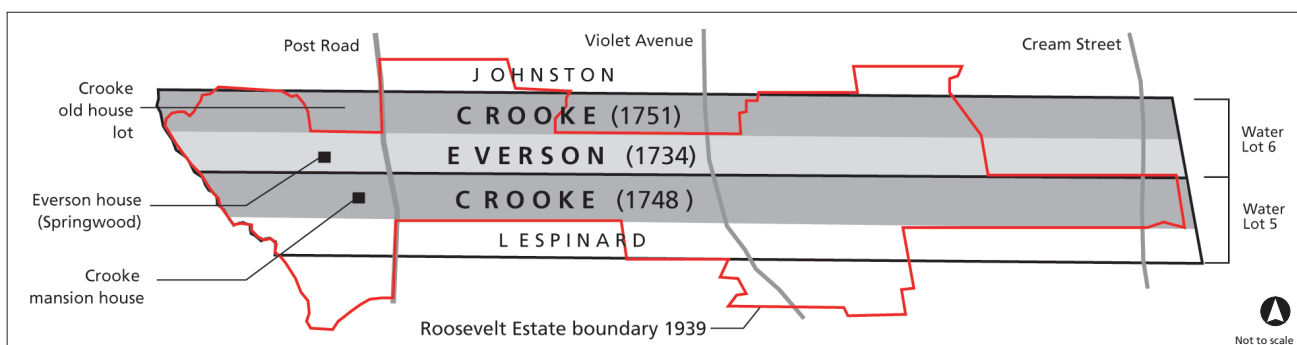 Post Road
Violet Avenue
Cream Street
JOHNSTON
Crooke
old house
lot
CROOKE (1751)
Water
Lot 6
EVERSON (1734)
Everson house
(Springwood)
CROOKE (1748 )
Water
Lot 5
LESPINARD
Crooke
mansion house
Roosevelt Estate boundary 1939
Not to scale